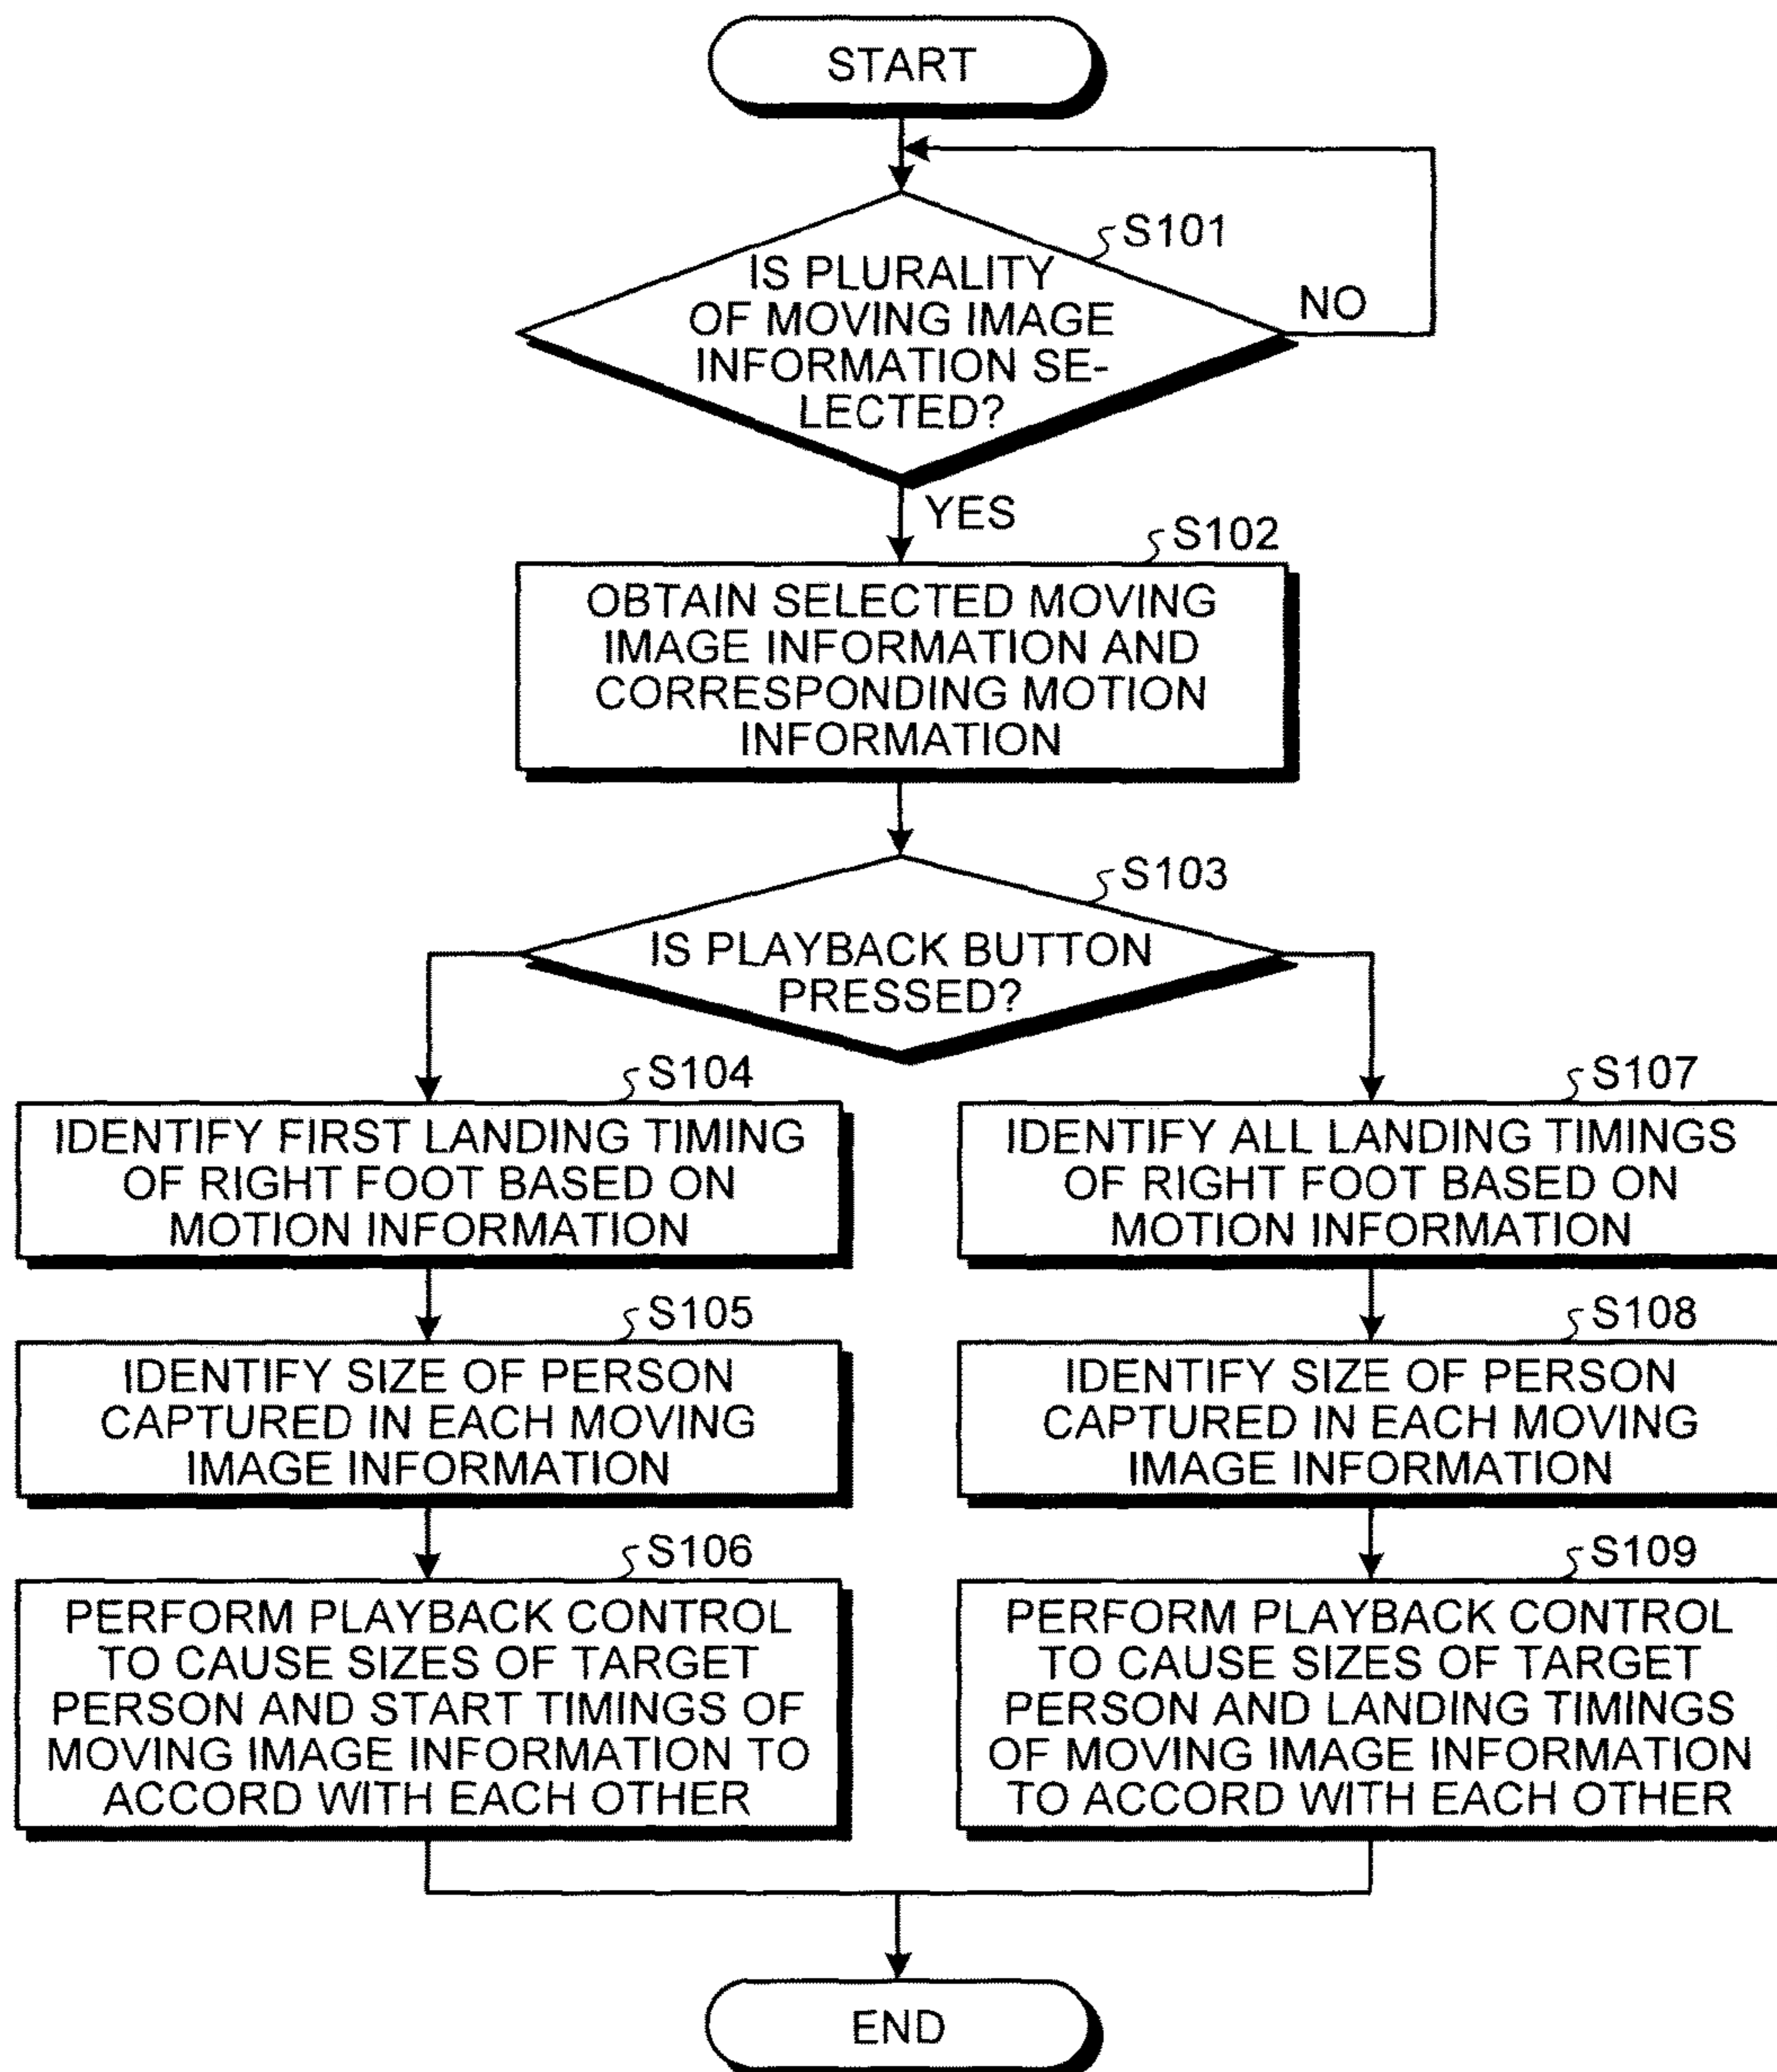 START
S101
IS PLURALITY
OF MOVING IMAGE
INFORMATION SE-
LECTED?
NO
YES
S102
OBTAIN SELECTED MOVING
IMAGE INFORMATION AND
CORRESPONDING MOTION
INFORMATION
S103
IS PLAYBACK BUTTON
PRESSED?
S104
IDENTIFY FIRST LANDING TIMING
OF RIGHT FOOT BASED ON
MOTION INFORMATION
S105
IDENTIFY SIZE OF PERSON
CAPTURED IN EACH MOVING
IMAGE INFORMATION
S106
PERFORM PLAYBACK CONTROL
TO CAUSE SIZES OF TARGET
PERSON AND START TIMINGS OF
MOVING IMAGE INFORMATION TO
ACCORD WITH EACH OTHER
S107
IDENTIFY ALL LANDING TIMINGS
OF RIGHT FOOT BASED ON
MOTION INFORMATION
S108
IDENTIFY SIZE OF PERSON
CAPTURED IN EACH MOVING
IMAGE INFORMATION
S109
PERFORM PLAYBACK CONTROL
TO CAUSE SIZES OF TARGET
PERSON AND LANDING TIMINGS
OF MOVING IMAGE INFORMATION
TO ACCORD WITH EACH OTHER
END